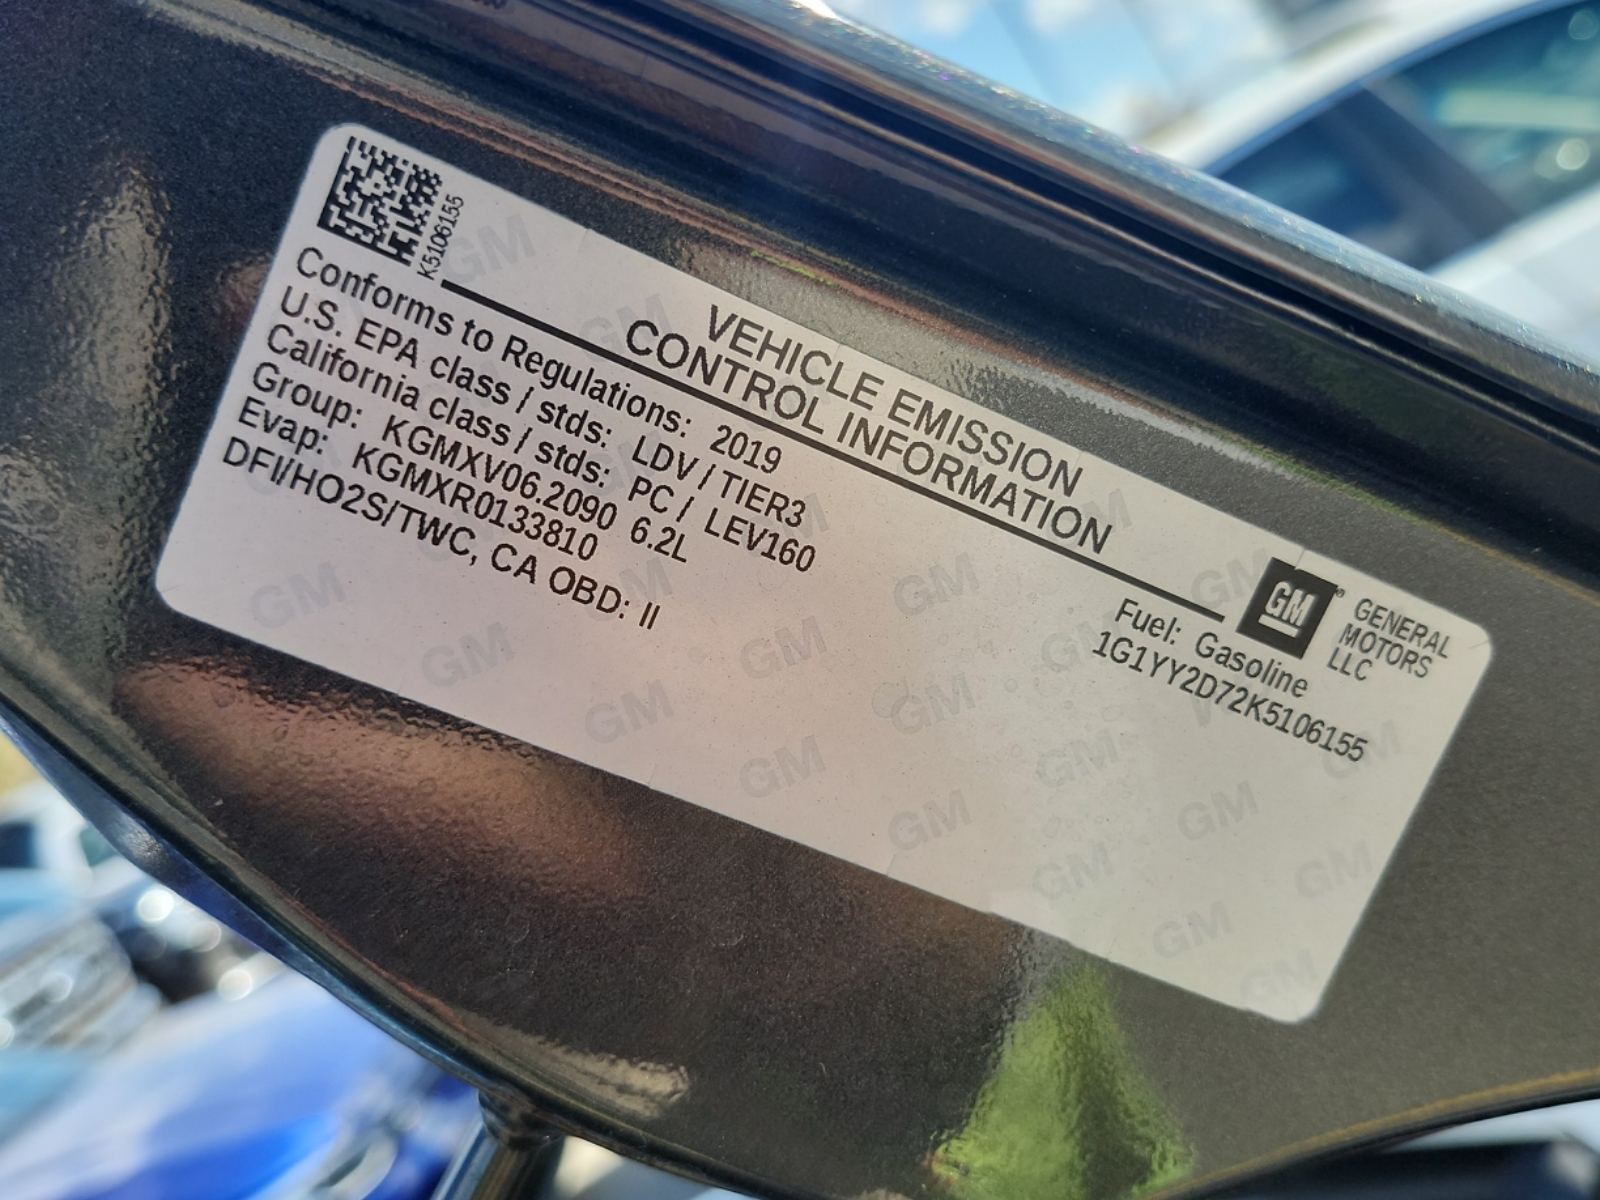 K5106155
VEHICLE EMISSION
CONTROL INFORMATION
GM
GENERAL
MOTORS
LLC
Conforms to Regulations: 2019
U.S. EPA class / stds: LDV / TIER3
California class / stds: PC / LEV160
Group: KGMXV06.2090 6.2L
Evap: KGMXR0133810
DFI/HO2S/TWC, CA OBD: II
Fuel: Gasoline
1G1YY2D72K5106155